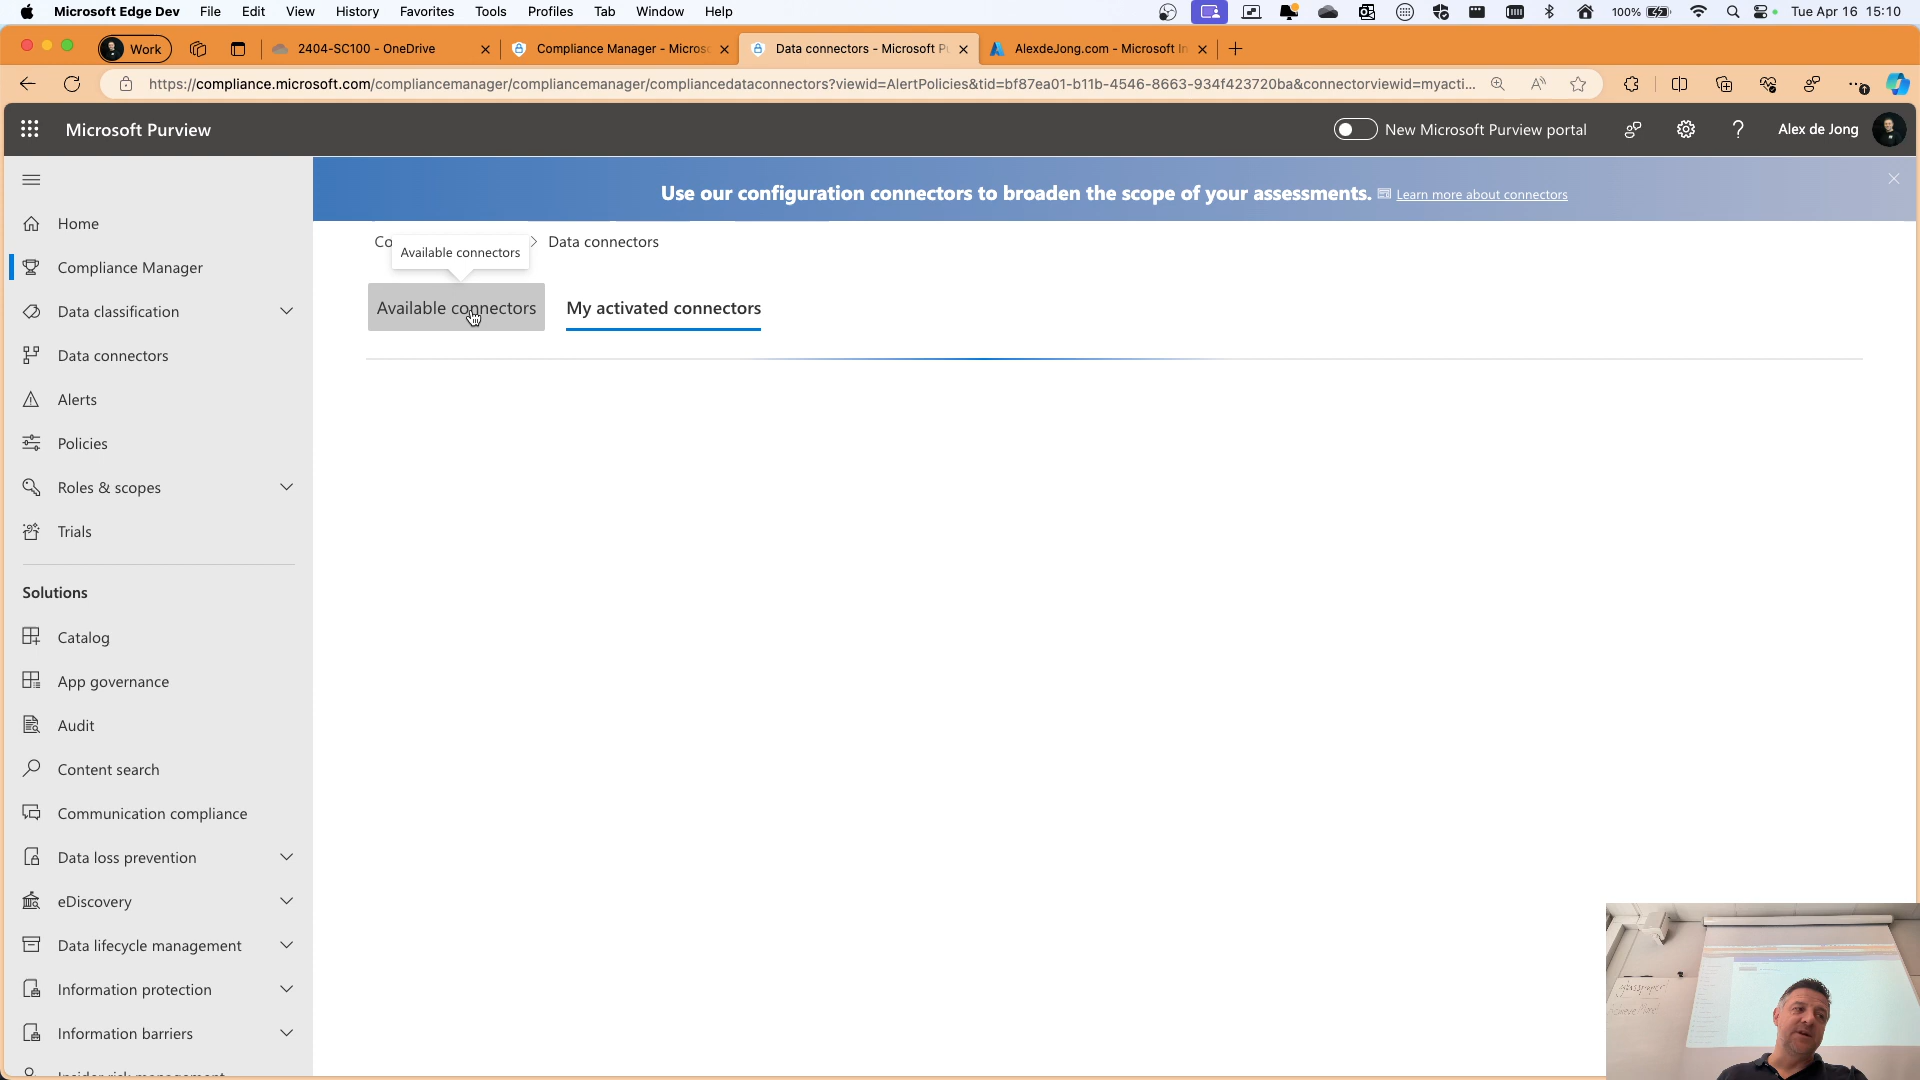 Microsoft Edge Dev File Edit View History Favorites Tools Profiles Tab Window Help 100% Tue Apr 16 15:10
Work 2404-SC100 - OneDrive Compliance Manager - Micros Data connectors - Microsoft P AlexdeJong.com - Microsoft In
https://compliance.microsoft.com/compliancemanager/compliancemanager/compliancedataconnectors?viewid=AlertPolicies&tid=bf87ea01-b11b-4546-8663-934f423720ba&connectorviewid=myacti...
Microsoft Purview New Microsoft Purview portal Alex de Jong
Use our configuration connectors to broaden the scope of your assessments. Learn more about connectors
Co > Data connectors
Available connectors
Available connectors My activated connectors
Home
Compliance Manager
Data classification
Data connectors
Alerts
Policies
Roles & scopes
Trials
Solutions
Catalog
App governance
Audit
Content search
Communication compliance
Data loss prevention
eDiscovery
Data lifecycle management
Information protection
Information barriers
Insider risk management